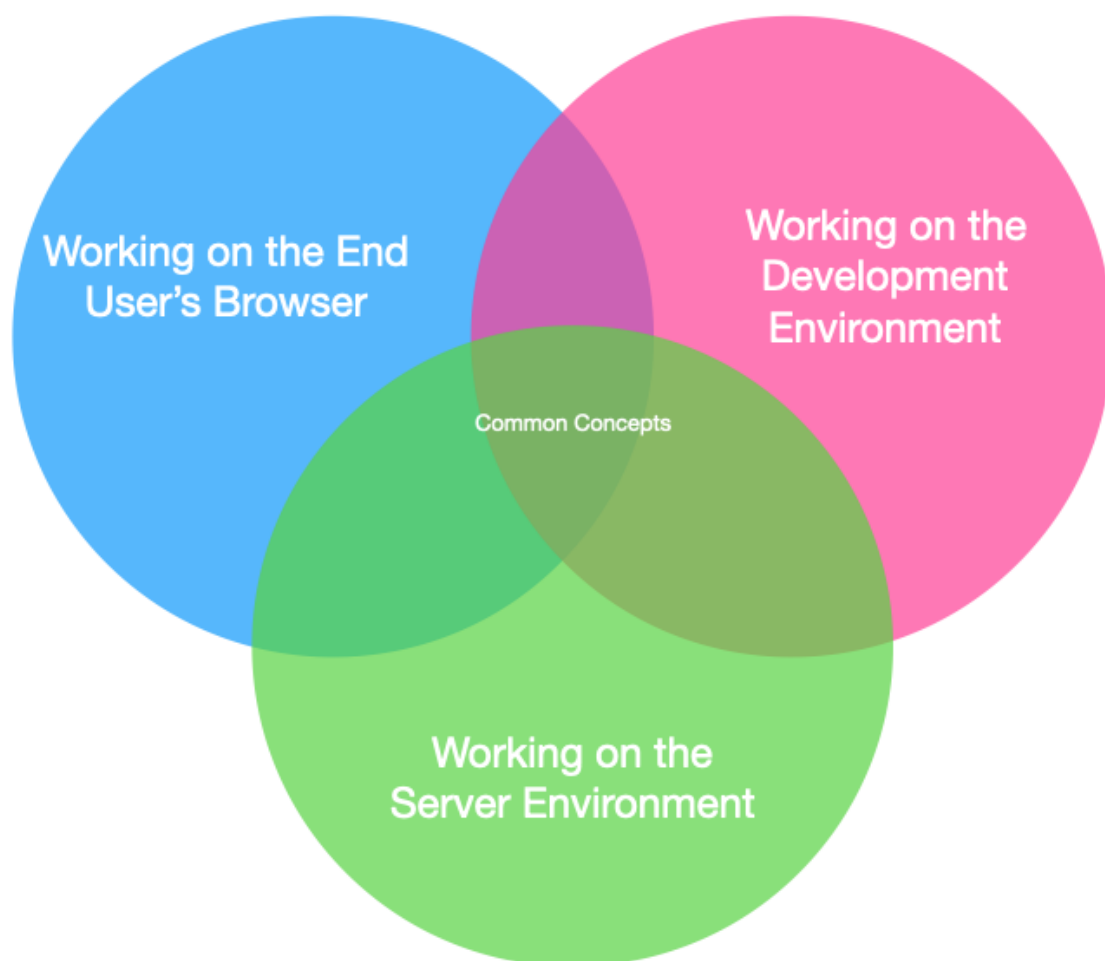 Working on the End
User’s Browser
Working on the
Development
Environment
Common Concepts
Working on the
Server Environment